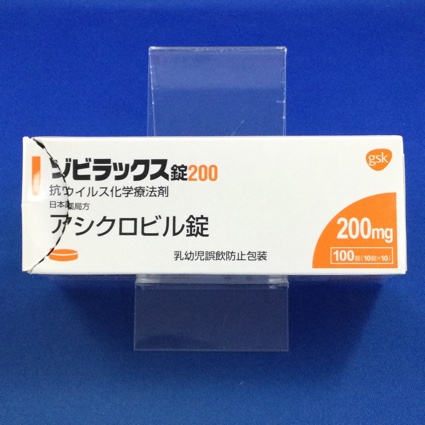 ゾビラックス錠200
抗ウイルス化学療法剤
日本薬局方
アシクロビル錠
乳幼児誤飲防止包装
gsk
200mg
100錠(10錠×10)